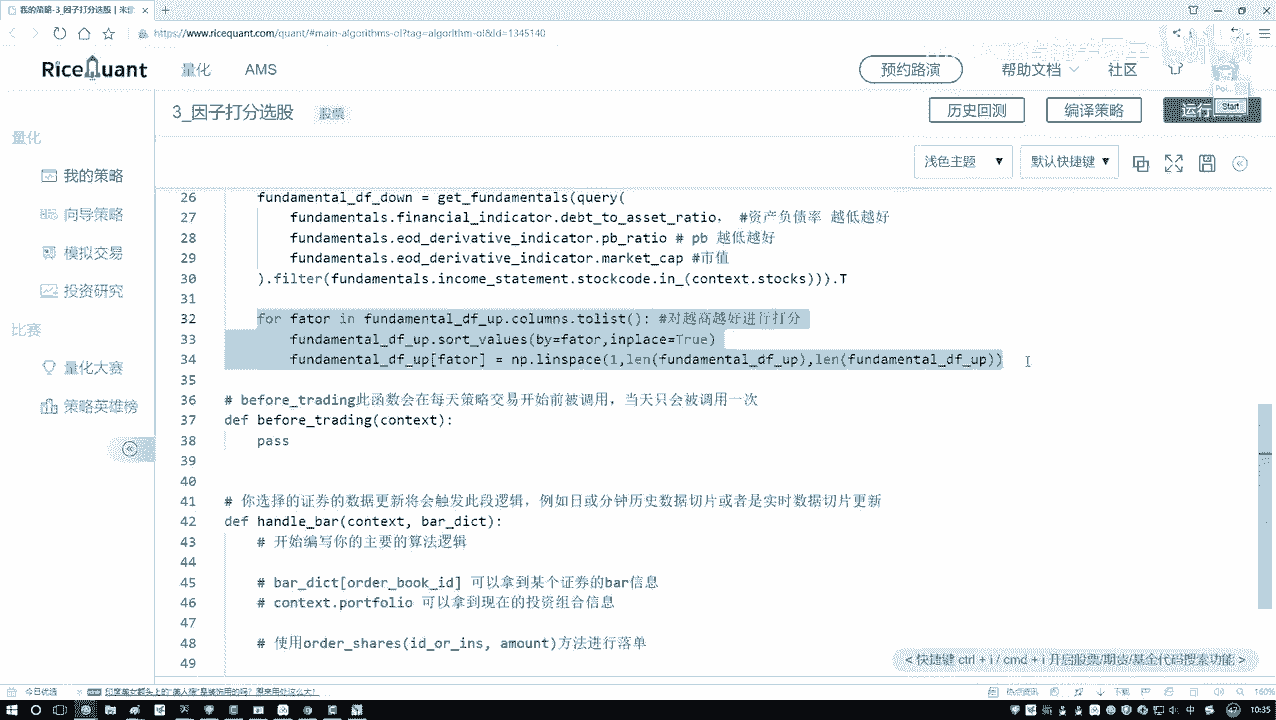 我的策略-3_因子打分选股 | 米
https://www.ricequant.com/quant/#main-algorithms-ol?tag=algorithm-ol&id=1345140
RiceQuant
量化
AMS
预约路演
帮助文档
社区
3_因子打分选股
股票
历史回测
编译策略
运行
Start
量化
我的策略
向导策略
模拟交易
投资研究
比赛
量化大赛
策略英雄榜
浅色主题
默认快捷键
26 fundamental_df_down = get_fundamentals(query(
27 fundamentals.financial_indicator.debt_to_asset_ratio, #资产负债率 越低越好
28 fundamentals.eod_derivative_indicator.pb_ratio # pb 越低越好
29 fundamentals.eod_derivative_indicator.market_cap #市值
30 ).filter(fundamentals.income_statement.stockcode.in_(context.stocks))).T
31
32 for fator in fundamental_df_up.columns.tolist(): #对越高越好进行打分
33 fundamental_df_up.sort_values(by=fator,inplace=True)
34 fundamental_df_up[fator] = np.linspace(1,len(fundamental_df_up),len(fundamental_df_up))
35
36 # before_trading此函数会在每天策略交易开始前被调用，当天只会被调用一次
37 def before_trading(context):
38 pass
39
40
41 # 你选择的证券的数据更新将会触发此段逻辑，例如日或分钟历史数据切片或者是实时数据切片更新
42 def handle_bar(context, bar_dict):
43 # 开始编写你的主要的算法逻辑
44
45 # bar_dict[order_book_id] 可以拿到某个证券的bar信息
46 # context.portfolio 可以拿到现在的投资组合信息
47
48 # 使用order_shares(id_or_ins, amount)方法进行落单
49
< 快捷键 ctrl + i / cmd + i 开启股票/期货/基金代码搜索功能 >
今日优选
下载
160%
中
10:35